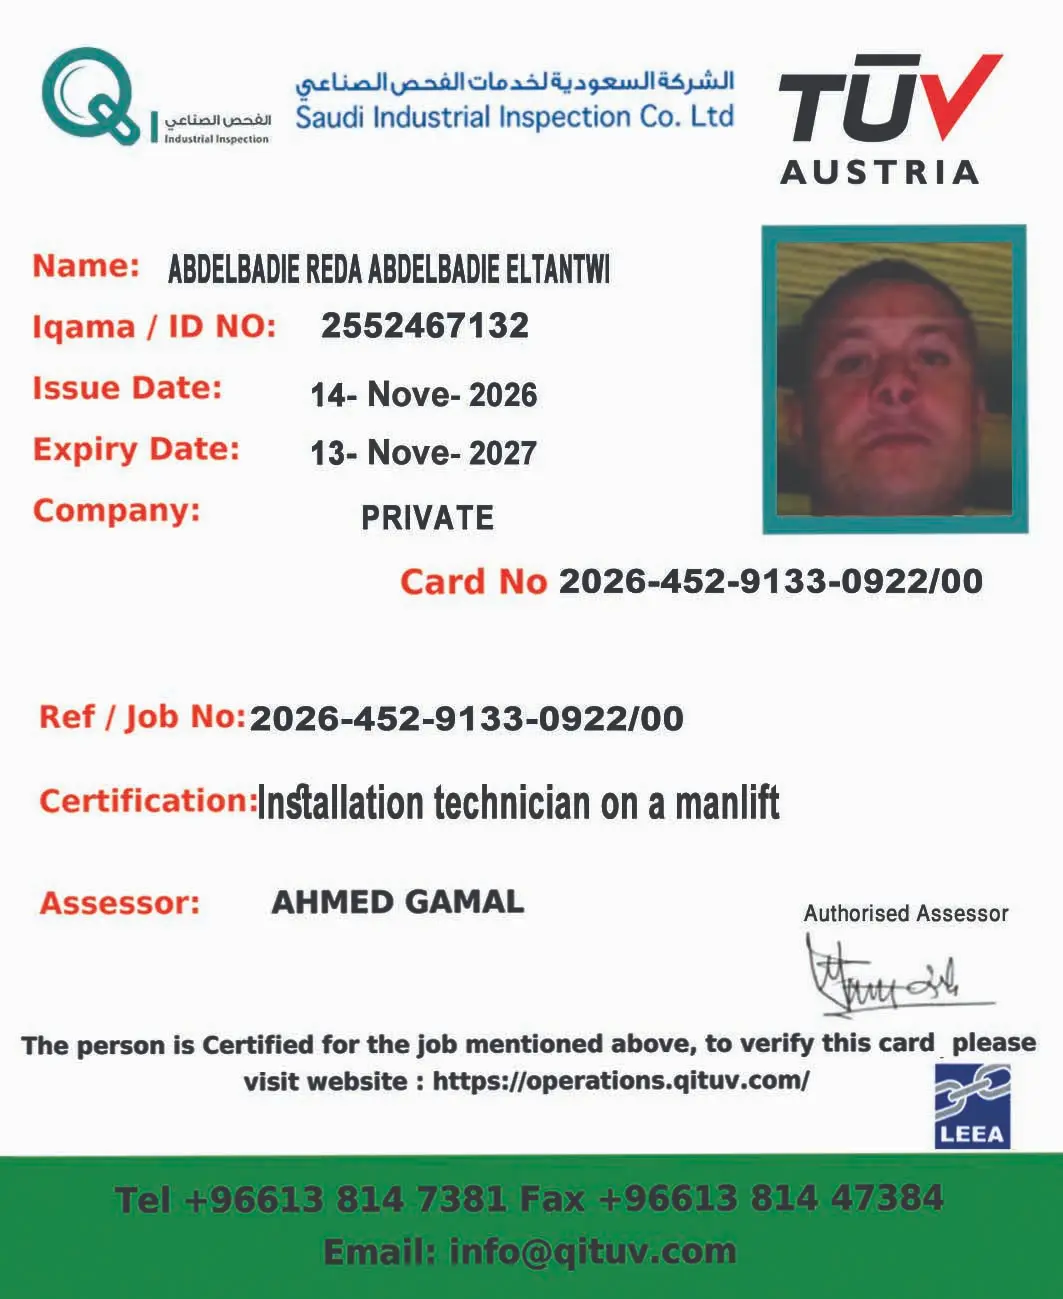 الفحص الصناعي
Industrial Inspection
الشركة السعودية لخدمات الفحص الصناعي
Saudi Industrial Inspection Co. Ltd
TÜV
AUSTRIA
Name: ABDELBADIE REDA ABDELBADIE ELTANTWI
Iqama / ID NO: 2552467132
Issue Date: 14- Nove- 2026
Expiry Date: 13- Nove- 2027
Company: PRIVATE
Card No 2026-452-9133-0922/00
Ref / Job No: 2026-452-9133-0922/00
Certification: Installation technician on a manlift
Assessor: AHMED GAMAL
Authorised Assessor
The person is Certified for the job mentioned above, to verify this card please
visit website : https://operations.qituv.com/
LEEA
Tel +96613 814 7381 Fax +96613 814 47384
Email: info@qituv.com